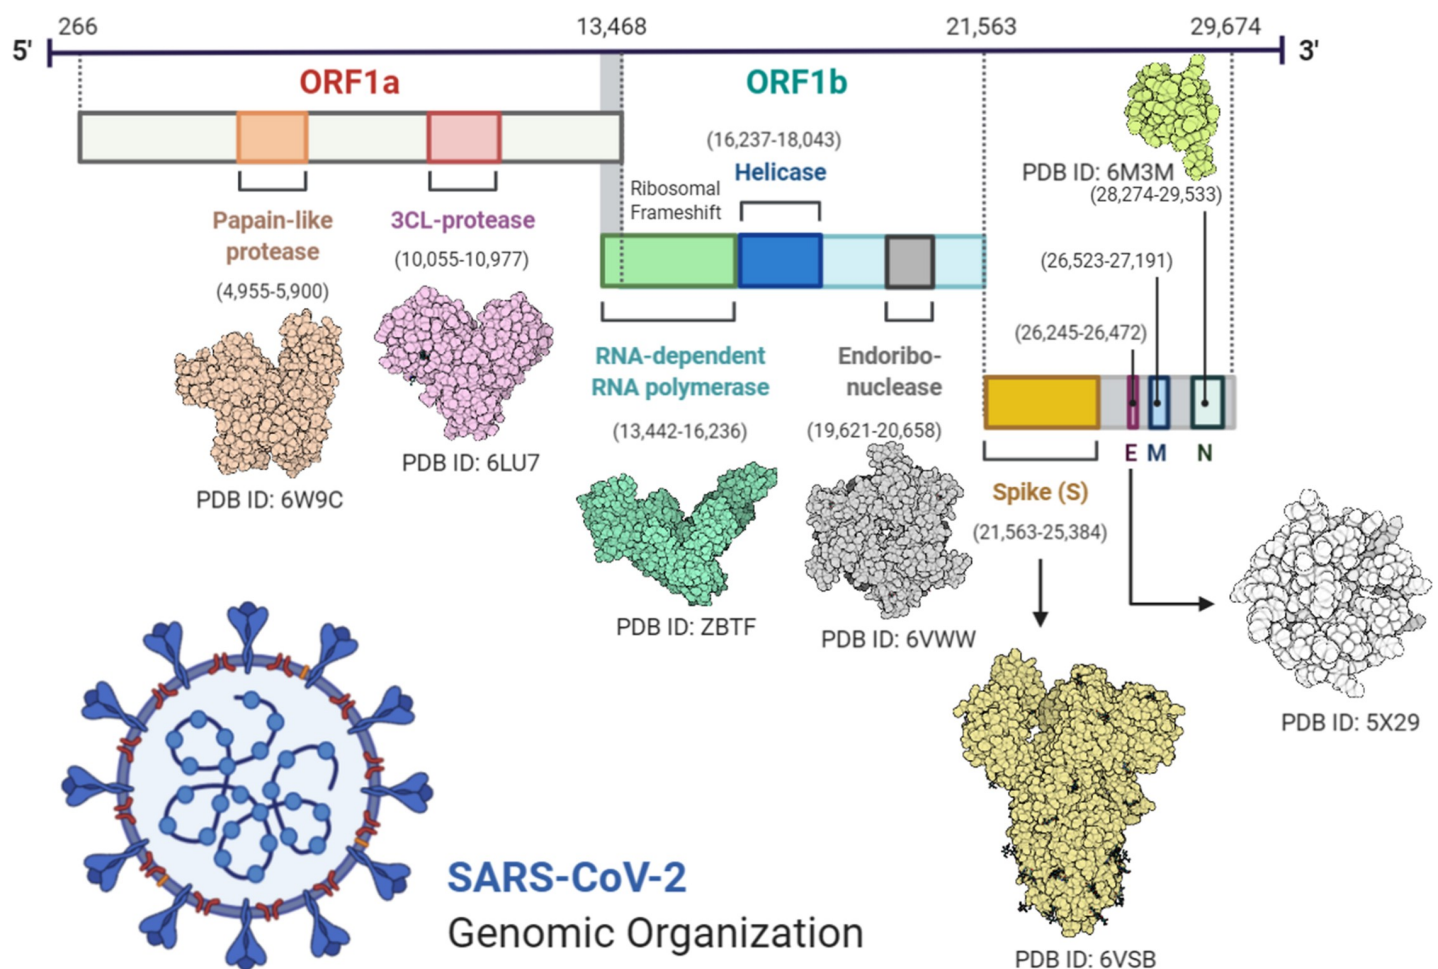 266
13,468
21,563
29,674
5'
3'
ORF1a
ORF1b
(16,237-18,043)
Helicase
PDB ID: 6M3M
(28,274-29,533)
Ribosomal
Frameshift
Papain-like
protease
(4,955-5,900)
3CL-protease
(10,055-10,977)
(26,523-27,191)
(26,245-26,472)
RNA-dependent
RNA polymerase
(13,442-16,236)
Endoribo-
nuclease
(19,621-20,658)
E
M
N
PDB ID: 6W9C
PDB ID: 6LU7
Spike (S)
(21,563-25,384)
PDB ID: ZBTF
PDB ID: 6VWW
PDB ID: 5X29
SARS-CoV-2
Genomic Organization
PDB ID: 6VSB